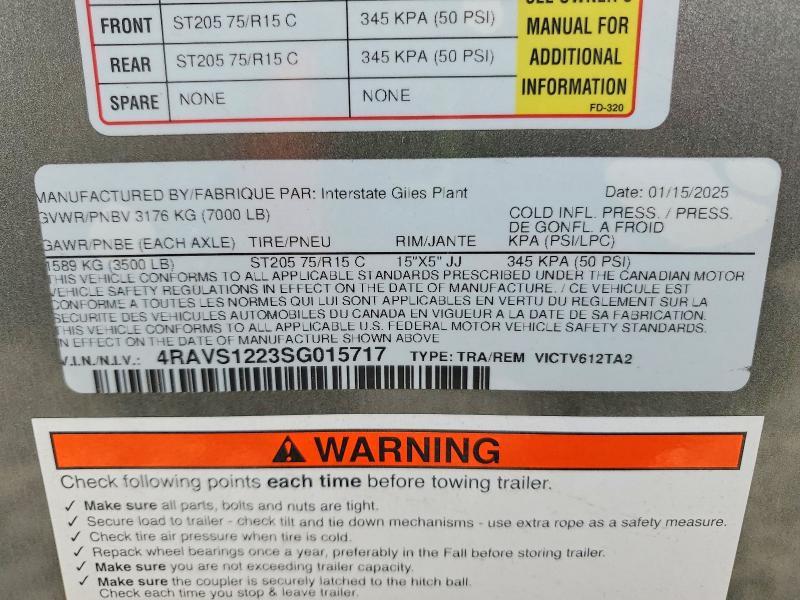 SEE OWNER'S
FRONT ST205 75/R15 C 345 KPA (50 PSI) MANUAL FOR
REAR ST205 75/R15 C 345 KPA (50 PSI) ADDITIONAL
INFORMATION
SPARE NONE NONE
FD-320
MANUFACTURED BY/FABRIQUE PAR: Interstate Giles Plant Date: 01/15/2025
GVWR/PNBV 3176 KG (7000 LB) COLD INFL. PRESS. / PRESS.
DE GONFL. A FROID
GAWR/PNBE (EACH AXLE) TIRE/PNEU RIM/JANTE KPA (PSI/LPC)
1589 KG (3500 LB) ST205 75/R15 C 15"X5" JJ 345 KPA (50 PSI)
THIS VEHICLE CONFORMS TO ALL APPLICABLE STANDARDS PRESCRIBED UNDER THE CANADIAN MOTOR
VEHICLE SAFETY REGULATIONS IN EFFECT ON THE DATE OF MANUFACTURE. / CE VEHICULE EST
CONFORME A TOUTES LES NORMES QUI LUI SONT APPLICABLES EN VERTU DU REGLEMENT SUR LA
SECURITE DES VEHICULES AUTOMOBILES DU CANADA EN VIGUEUR A LA DATE DE SA FABRICATION.
THIS VEHICLE CONFORMS TO ALL APPLICABLE U.S. FEDERAL MOTOR VEHICLE SAFETY STANDARDS.
IN EFFECT ON THE DATE OF MANUFACTURE SHOWN ABOVE
V.I.N./N.I.V.: 4RAVS1223SG015717 TYPE: TRA/REM VICTV612TA2
WARNING
Check following points each time before towing trailer.
✓ Make sure all parts, bolts and nuts are tight.
✓ Secure load to trailer - check tilt and tie down mechanisms - use extra rope as a safety measure.
✓ Check tire air pressure when tire is cold.
✓ Repack wheel bearings once a year, preferably in the Fall before storing trailer.
✓ Make sure you are not exceeding trailer capacity.
✓ Make sure the coupler is securely latched to the hitch ball.
Check each time you stop & leave trailer.